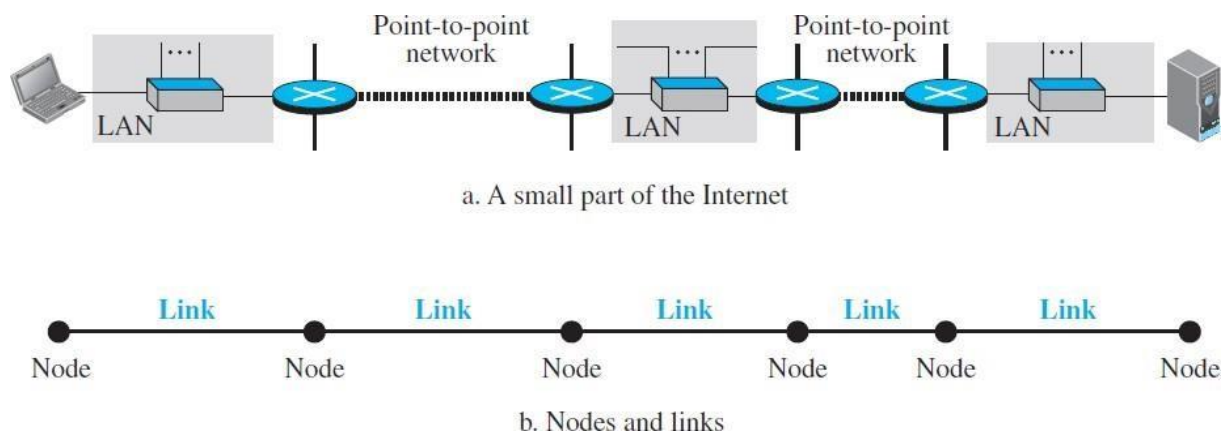 Point-to-point
network
Point-to-point
network
LAN
LAN
LAN
a. A small part of the Internet
Link
Link
Link
Link
Link
Node
Node
Node
Node
Node
Node
b. Nodes and links